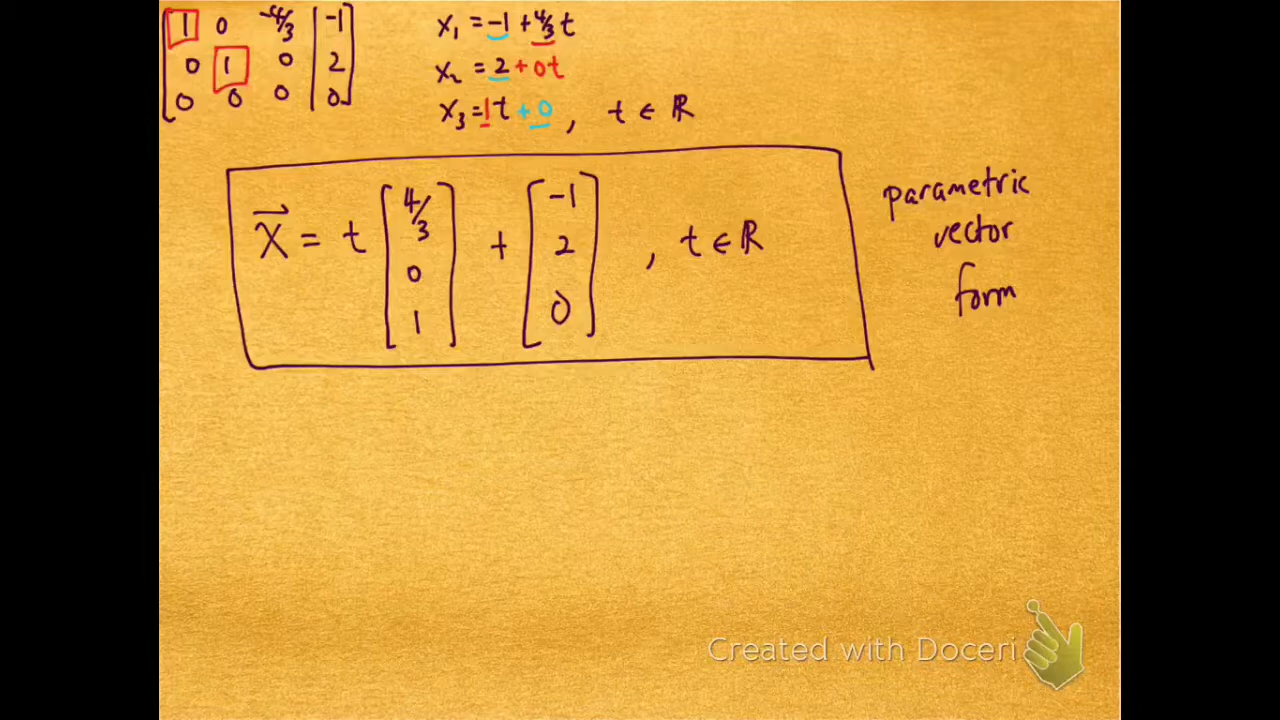 [ 1 0 -4/3 | -1 ]
[ 0 1 0 | 2 ]
[ 0 0 0 | 0 ]
x₁ = -1 + 4/3 t
x₂ = 2 + 0t
x₃ = 1t + 0 , t ∈ ℝ
x⃗ = t [ 4/3 0 1 ] + [ -1 2 0 ] , t ∈ ℝ
parametric
vector
form
Created with Doceri